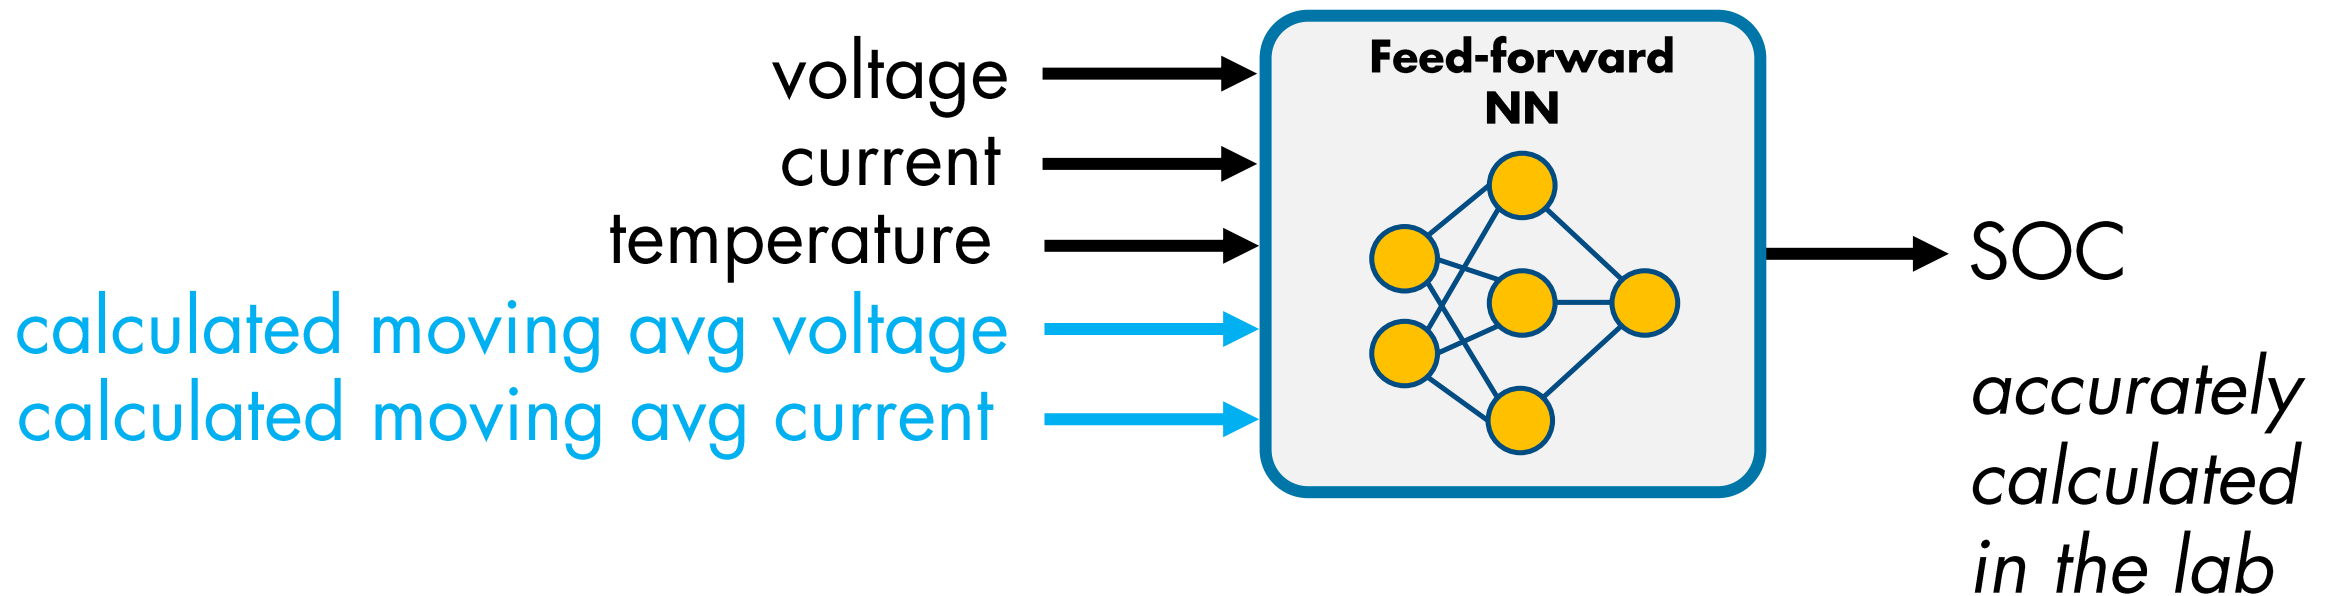 voltage
current
temperature
calculated moving avg voltage
calculated moving avg current
Feed-forward
NN
SOC
accurately
calculated
in the lab